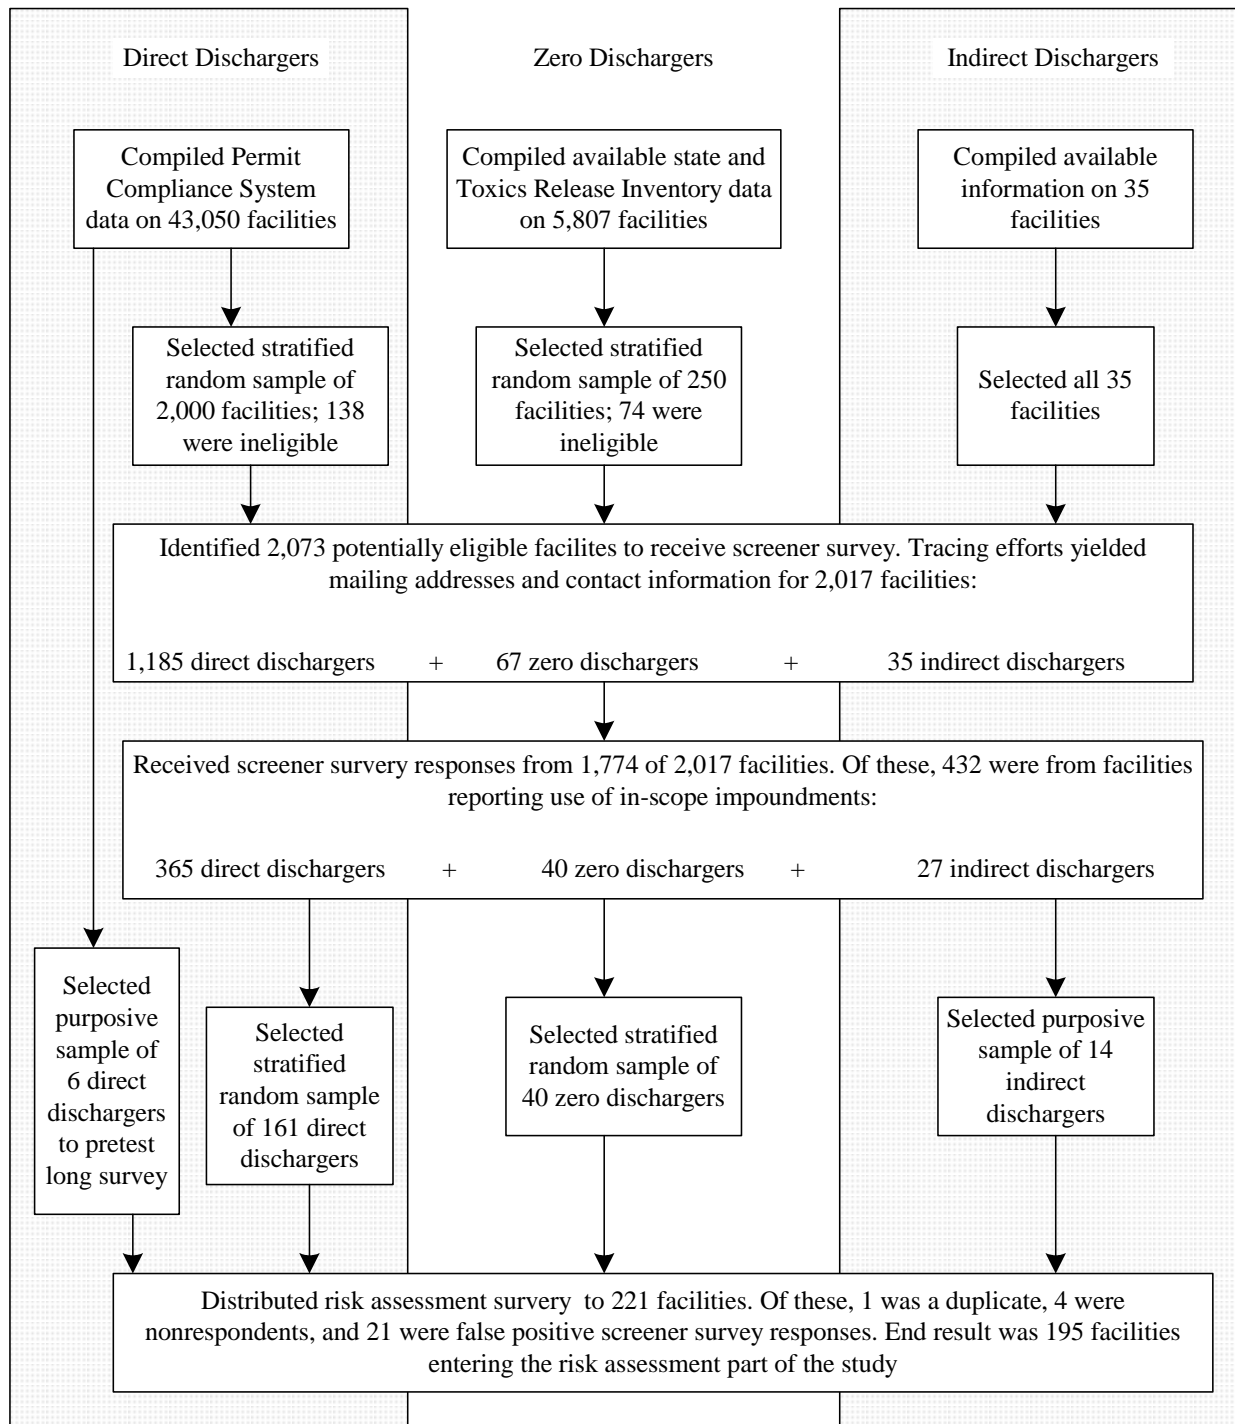 Direct Dischargers
Zero Dischargers
Indirect Dischargers
Compiled Permit
Compliance System
data on 43,050 facilities
Compiled available state and
Toxics Release Inventory data
on 5,807 facilities
Compiled available
information on 35
facilities
Selected stratified
random sample of
2,000 facilities; 138
were ineligible
Selected stratified
random sample of 250
facilities; 74 were
ineligible
Selected all 35
facilities
Identified 2,073 potentially eligible facilites to receive screener survey. Tracing efforts yielded
mailing addresses and contact information for 2,017 facilities:
1,185 direct dischargers + 67 zero dischargers + 35 indirect dischargers
Received screener survery responses from 1,774 of 2,017 facilities. Of these, 432 were from facilities
reporting use of in-scope impoundments:
365 direct dischargers + 40 zero dischargers + 27 indirect dischargers
Selected
purposive
sample of
6 direct
dischargers
to pretest
long survey
Selected
stratified
random sample
of 161 direct
dischargers
Selected stratified
random sample of
40 zero dischargers
Selected purposive
sample of 14
indirect
dischargers
Distributed risk assessment survey to 221 facilities. Of these, 1 was a duplicate, 4 were
nonrespondents, and 21 were false positive screener survey responses. End result was 195 facilities
entering the risk assessment part of the study